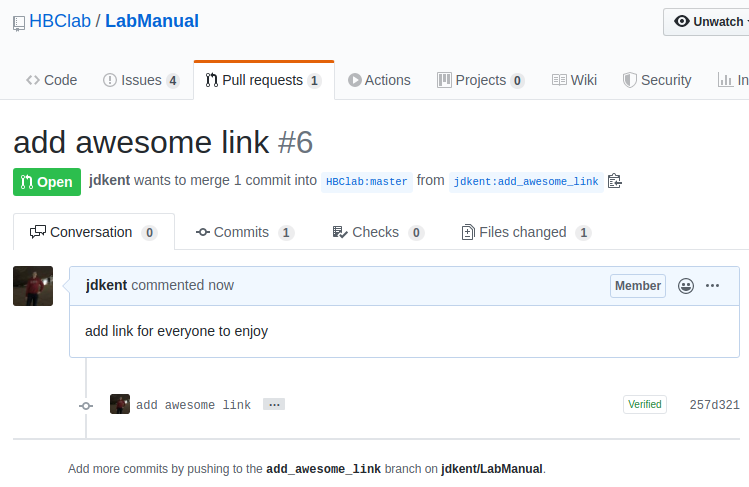 HBClab / LabManual
Unwatch
Code Issues 4 Pull requests 1 Actions Projects 0 Wiki Security In
add awesome link #6
Open jdkent wants to merge 1 commit into HBClab:master from jdkent:add_awesome_link
Conversation 0 Commits 1 Checks 0 Files changed 1
jdkent commented now Member
add link for everyone to enjoy
add awesome link ... Verified 257d321
Add more commits by pushing to the add_awesome_link branch on jdkent/LabManual.